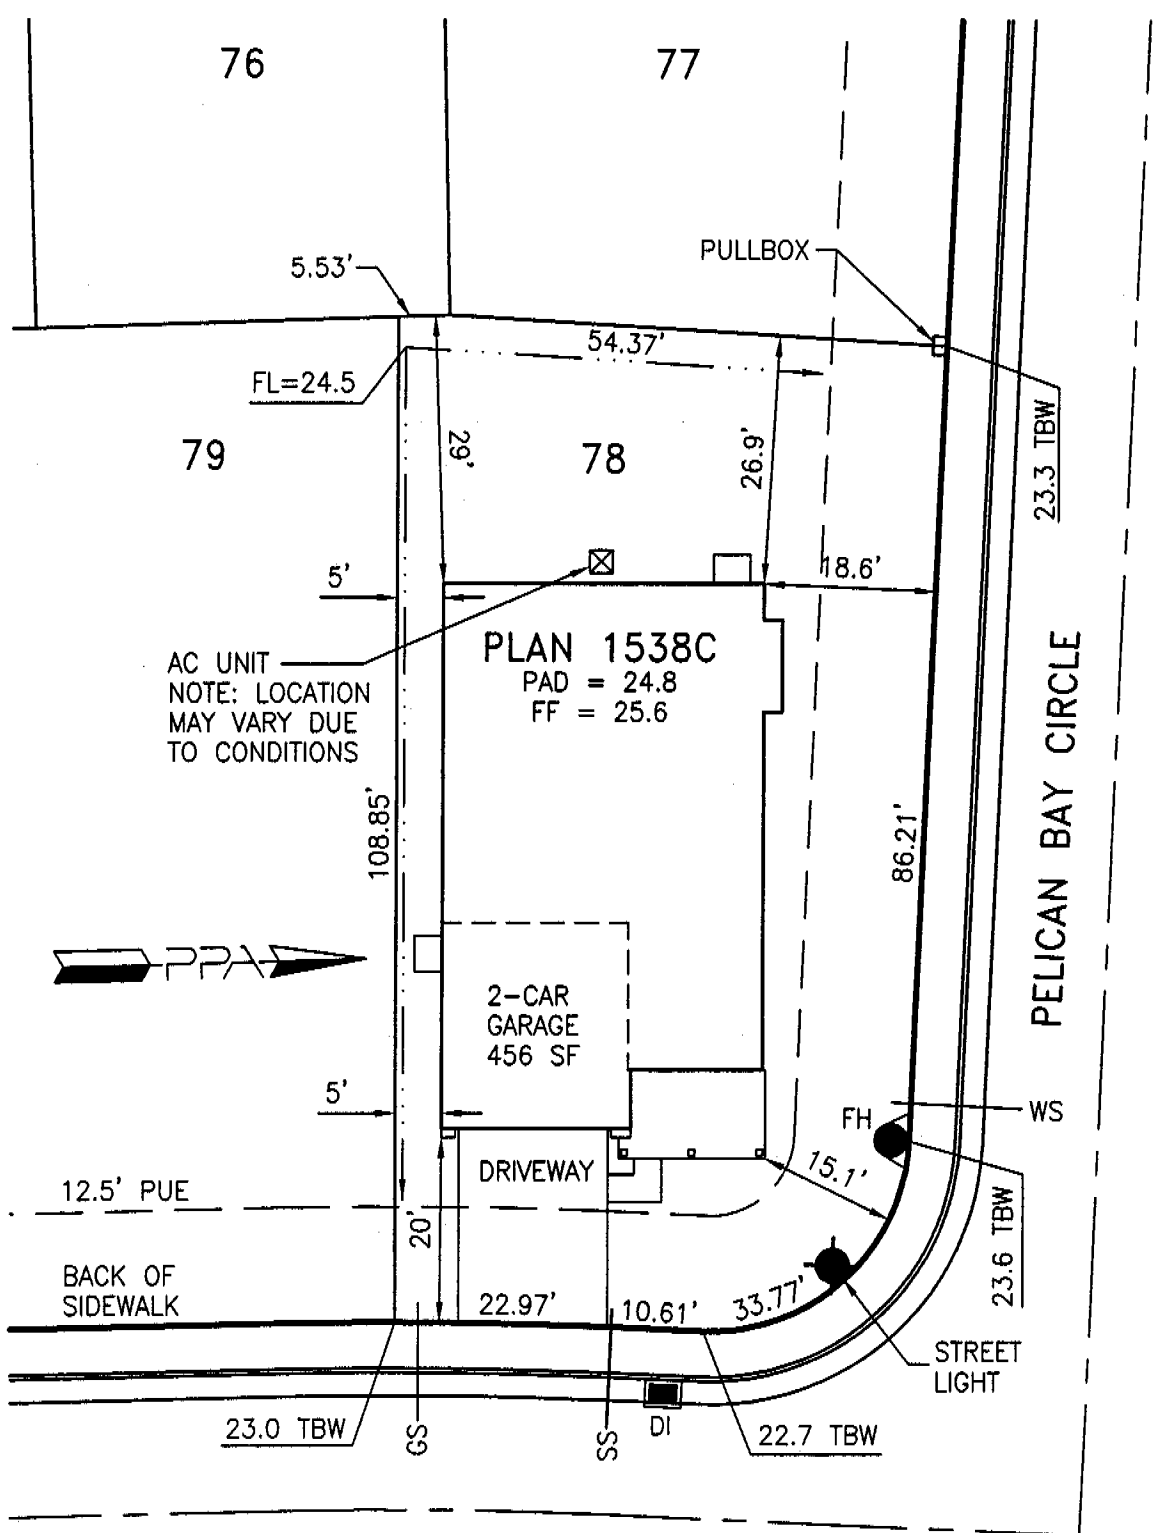 76
77
PULLBOX
5.53'
54.37'
FL=24.5
23.3 TBW
79
29'
78
26.9'
5'
18.6'
PLAN 1538C
PAD = 24.8
FF = 25.6
AC UNIT
NOTE: LOCATION
MAY VARY DUE
TO CONDITIONS
PELICAN BAY CIRCLE
108.85'
86.21'
PPA
2-CAR
GARAGE
456 SF
5'
FH
WS
DRIVEWAY
15.1'
12.5' PUE
20'
23.6 TBW
BACK OF
SIDEWALK
22.97'
10.61'
33.77'
STREET
LIGHT
23.0 TBW
GS
SS
DI
22.7 TBW